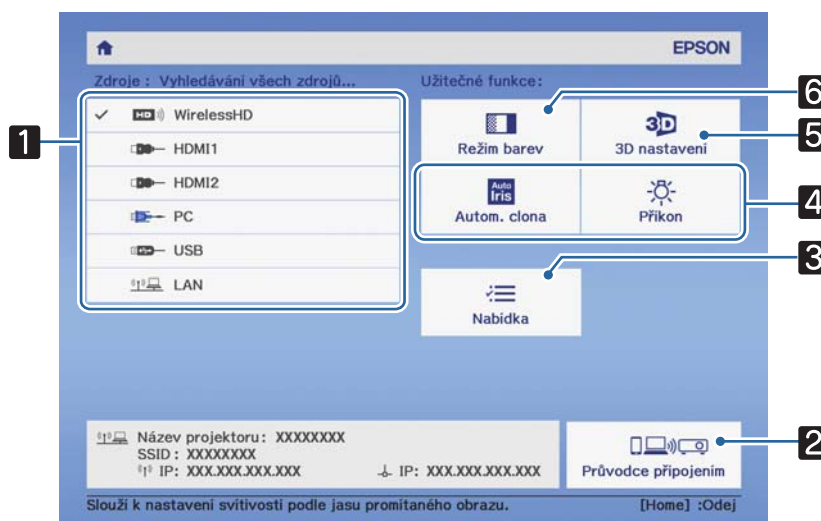 EPSON
Zdroje : Vyhledávání všech zdrojů...
WirelessHD
HDMI1
HDMI2
PC
USB
LAN
Užitečné funkce:
Režim barev
3D
3D nastavení
Auto
Iris
Autom. clona
Příkon
Nabídka
Název projektoru: XXXXXXXX
SSID : XXXXXXXX
IP: XXX.XXX.XXX.XXX
IP: XXX.XXX.XXX.XXX
Průvodce připojením
Slouží k nastavení svítivosti podle jasu promítaného obrazu.
[Home] :Odej
1
6
5
4
3
2